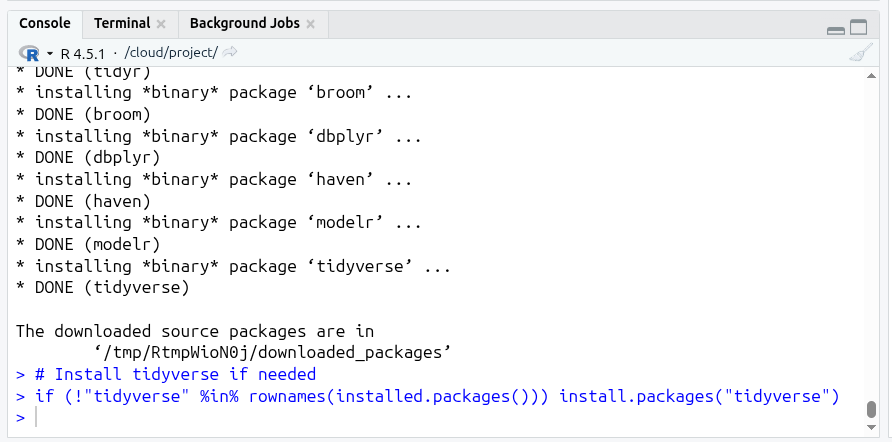 Console Terminal Background Jobs
R R 4.5.1 · /cloud/project/
* DONE (tidyr)
* installing *binary* package ‘broom’ ...
* DONE (broom)
* installing *binary* package ‘dbplyr’ ...
* DONE (dbplyr)
* installing *binary* package ‘haven’ ...
* DONE (haven)
* installing *binary* package ‘modelr’ ...
* DONE (modelr)
* installing *binary* package ‘tidyverse’ ...
* DONE (tidyverse)
The downloaded source packages are in
‘/tmp/RtmpWioN0j/downloaded_packages’
> # Install tidyverse if needed
> if (!"tidyverse" %in% rownames(installed.packages())) install.packages("tidyverse")
>